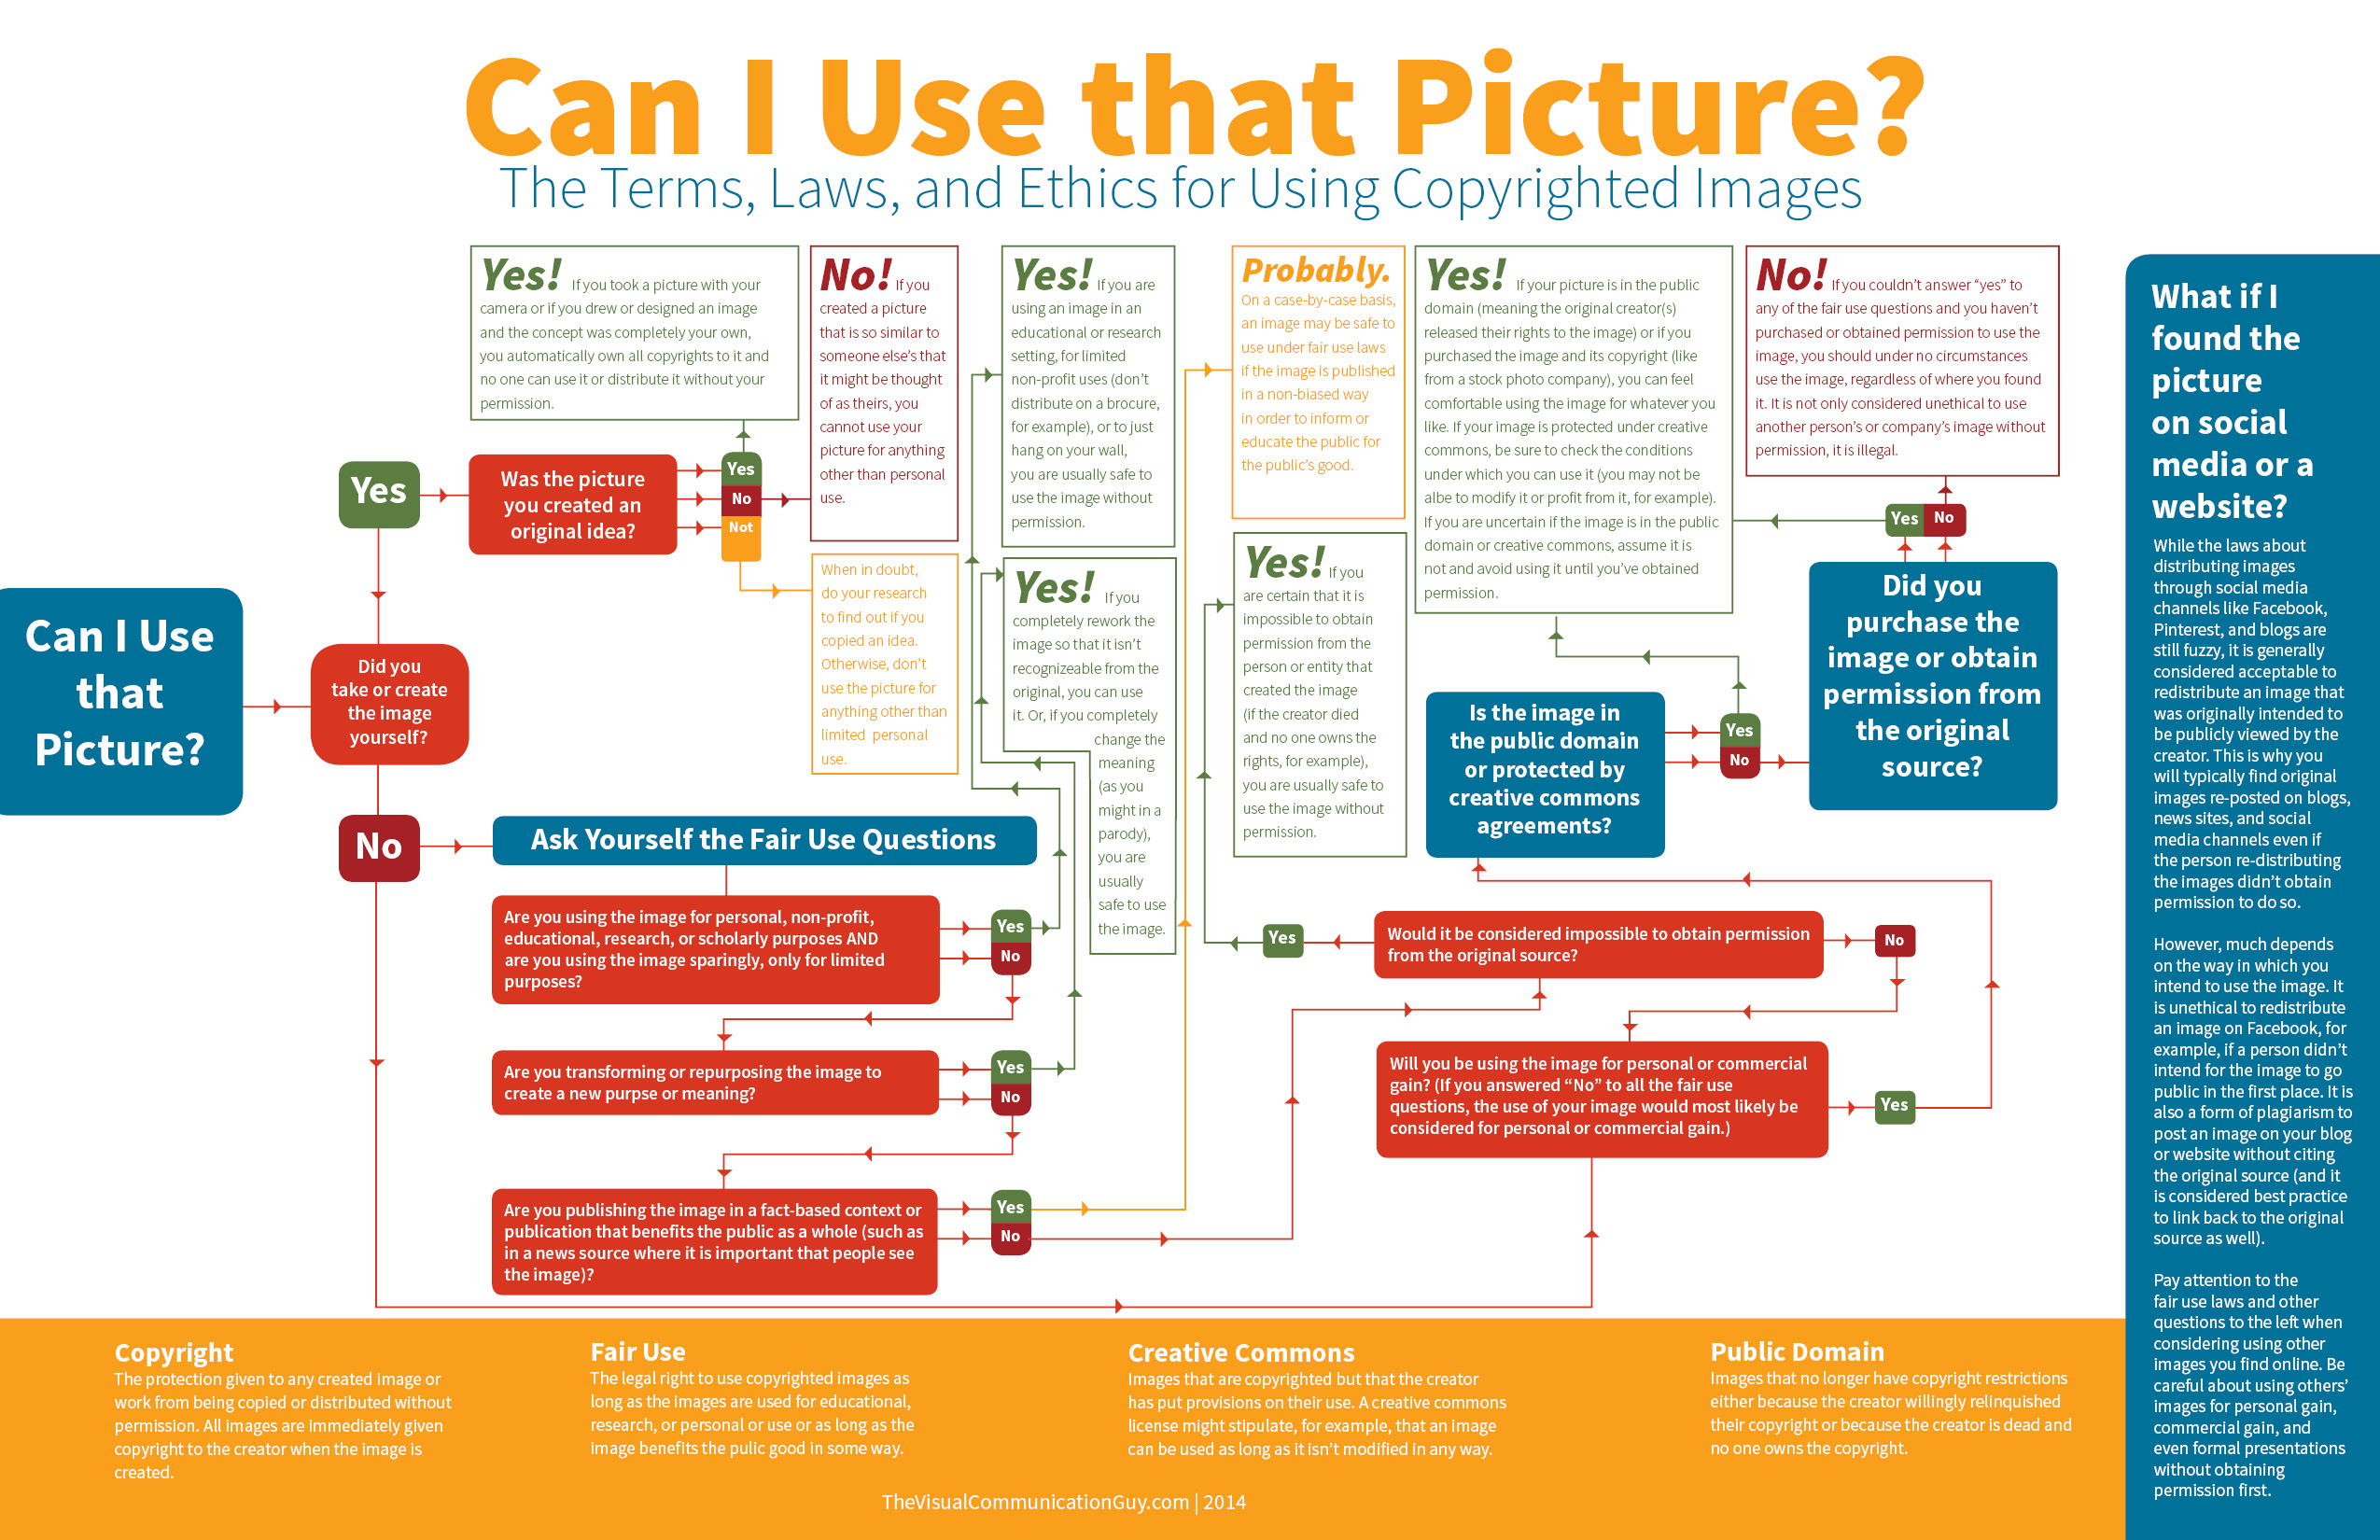 Can I Use that Picture?
The Terms, Laws, and Ethics for Using Copyrighted Images
Can I Use
that
Picture?
Did you
take or create
the image
yourself?
Yes
Was the picture
you created an
original idea?
Yes
No
Not
Yes! If you took a picture with your
camera or if you drew or designed an image
and the concept was completely your own,
you automatically own all copyrights to it and
no one can use it or distribute it without your
permission.
No! If you
created a picture
that is so similar to
someone else's that
it might be thought
of as theirs, you
cannot use your
picture for anything
other than personal
use.
When in doubt,
do your research
to find out if you
copied an idea.
Otherwise, don't
use the picture for
anything other than
limited personal
use.
No
Ask Yourself the Fair Use Questions
Are you using the image for personal, non-profit,
educational, research, or scholarly purposes AND
are you using the image sparingly, only for limited
purposes?
Yes
No
Are you transforming or repurposing the image to
create a new purpse or meaning?
Yes
No
Are you publishing the image in a fact-based context or
publication that benefits the public as a whole (such as
in a news source where it is important that people see
the image)?
Yes
No
Yes! If you are
using an image in an
educational or research
setting, for limited
non-profit uses (don't
distribute on a brocure,
for example), or to just
hang on your wall,
you are usually safe to
use the image without
permission.
Yes! If you
completely rework the
image so that it isn't
recognizeable from the
original, you can use
it. Or, if you completely
change the
meaning
(as you
might in a
parody),
you are
usually
safe to use
the image.
Probably.
On a case-by-case basis,
an image may be safe to
use under fair use laws
if the image is published
in a non-biased way
in order to inform or
educate the public for
the public's good.
Yes! If you
are certain that it is
impossible to obtain
permission from the
person or entity that
created the image
(if the creator died
and no one owns the
rights, for example),
you are usually safe to
use the image without
permission.
Yes
Would it be considered impossible to obtain permission
from the original source?
No
Will you be using the image for personal or commercial
gain? (If you answered “No” to all the fair use
questions, the use of your image would most likely be
considered for personal or commercial gain.)
Yes
Is the image in
the public domain
or protected by
creative commons
agreements?
Yes
No
Yes! If your picture is in the public
domain (meaning the original creator(s)
released their rights to the image) or if you
purchased the image and its copyright (like
from a stock photo company), you can feel
comfortable using the image for whatever you
like. If your image is protected under creative
commons, be sure to check the conditions
under which you can use it (you may not be
albe to modify it or profit from it, for example).
If you are uncertain if the image is in the public
domain or creative commons, assume it is
not and avoid using it until you've obtained
permission.
Did you
purchase the
image or obtain
permission from
the original
source?
Yes
No
No! If you couldn't answer “yes” to
any of the fair use questions and you haven't
purchased or obtained permission to use the
image, you should under no circumstances
use the image, regardless of where you found
it. It is not only considered unethical to use
another person's or company's image without
permission, it is illegal.
What if I
found the
picture
on social
media or a
website?
While the laws about
distributing images
through social media
channels like Facebook,
Pinterest, and blogs are
still fuzzy, it is generally
considered acceptable to
redistribute an image that
was originally intended to
be publicly viewed by the
creator. This is why you
will typically find original
images re-posted on blogs,
news sites, and social
media channels even if
the person re-distributing
the images didn't obtain
permission to do so.
However, much depends
on the way in which you
intend to use the image. It
is unethical to redistribute
an image on Facebook, for
example, if a person didn't
intend for the image to go
public in the first place. It is
also a form of plagiarism to
post an image on your blog
or website without citing
the original source (and it
is considered best practice
to link back to the original
source as well).
Pay attention to the
fair use laws and other
questions to the left when
considering using other
images you find online. Be
careful about using others'
images for personal gain,
commercial gain, and
even formal presentations
without obtaining
permission first.
Copyright
The protection given to any created image or
work from being copied or distributed without
permission. All images are immediately given
copyright to the creator when the image is
created.
Fair Use
The legal right to use copyrighted images as
long as the images are used for educational,
research, or personal or use or as long as the
image benefits the pulic good in some way.
Creative Commons
Images that are copyrighted but that the creator
has put provisions on their use. A creative commons
license might stipulate, for example, that an image
can be used as long as it isn't modified in any way.
Public Domain
Images that no longer have copyright restrictions
either because the creator willingly relinquished
their copyright or because the creator is dead and
no one owns the copyright.
TheVisualCommunicationGuy.com | 2014